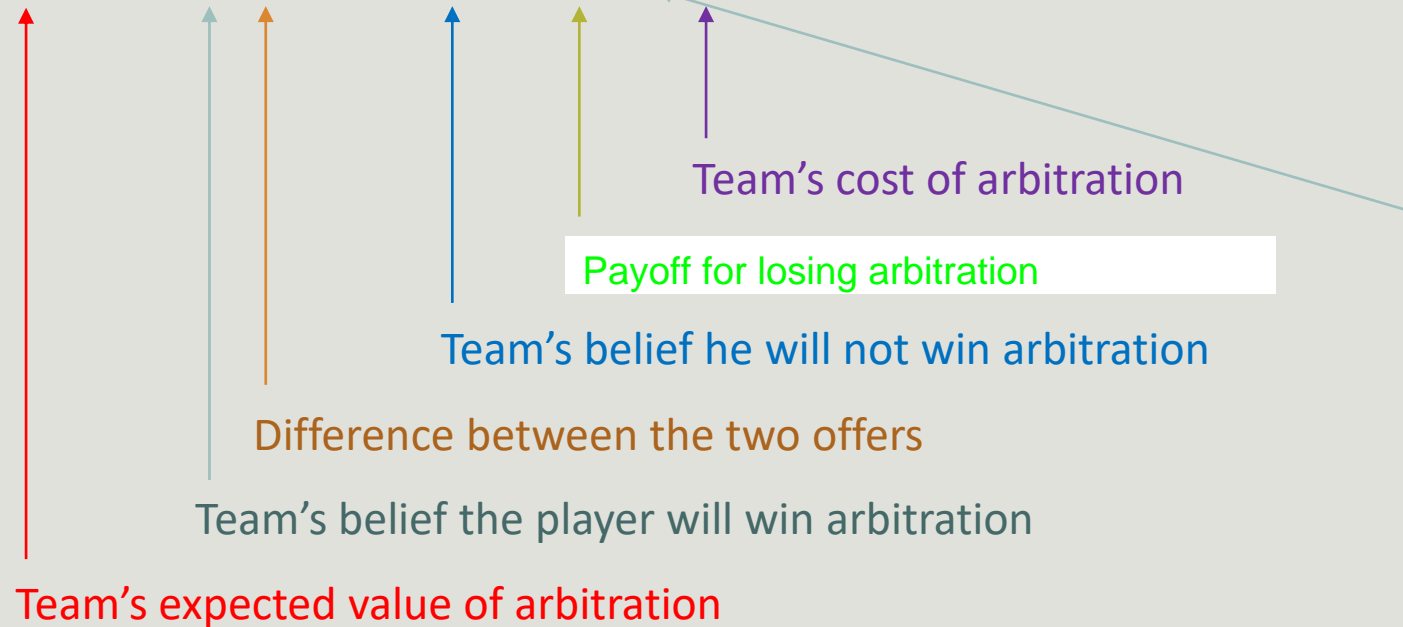 Team’s cost of arbitration
Payoff for losing arbitration
Team’s belief he will not win arbitration
Difference between the two offers
Team’s belief the player will win arbitration
Team’s expected value of arbitration